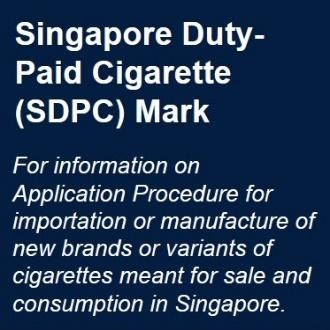 Singapore Duty-
Paid Cigarette
(SDPC) Mark
For information on
Application Procedure for
importation or manufacture of
new brands or variants of
cigarettes meant for sale and
consumption in Singapore.